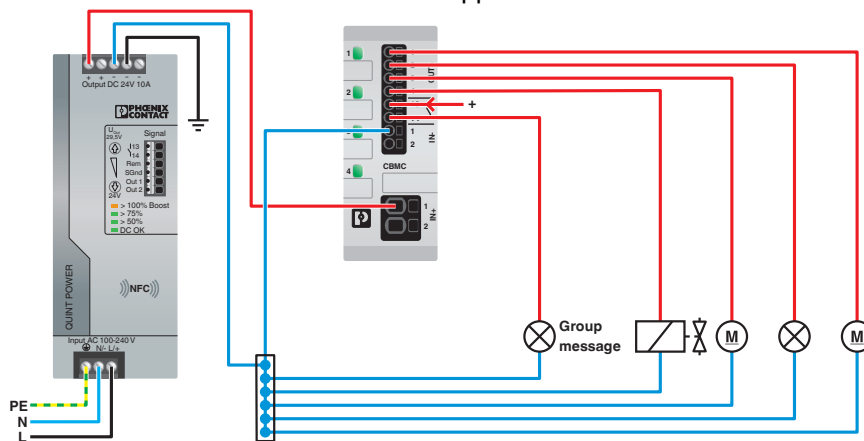 + + - - -
Output DC 24V 10A
PHŒNIX
CONTACT
UOut
29,5V
Signal
13
14
Rem
SGnd
Out 1
Out 2
24V
> 100% Boost
> 75%
> 50%
DC OK
NFC
QUINT POWER
Input AC 100-240 V
N/- L/+
PE
N
L
1
2
4
+
1
2
IN-
CBMC
1
2
IN+
Group
message
M
M